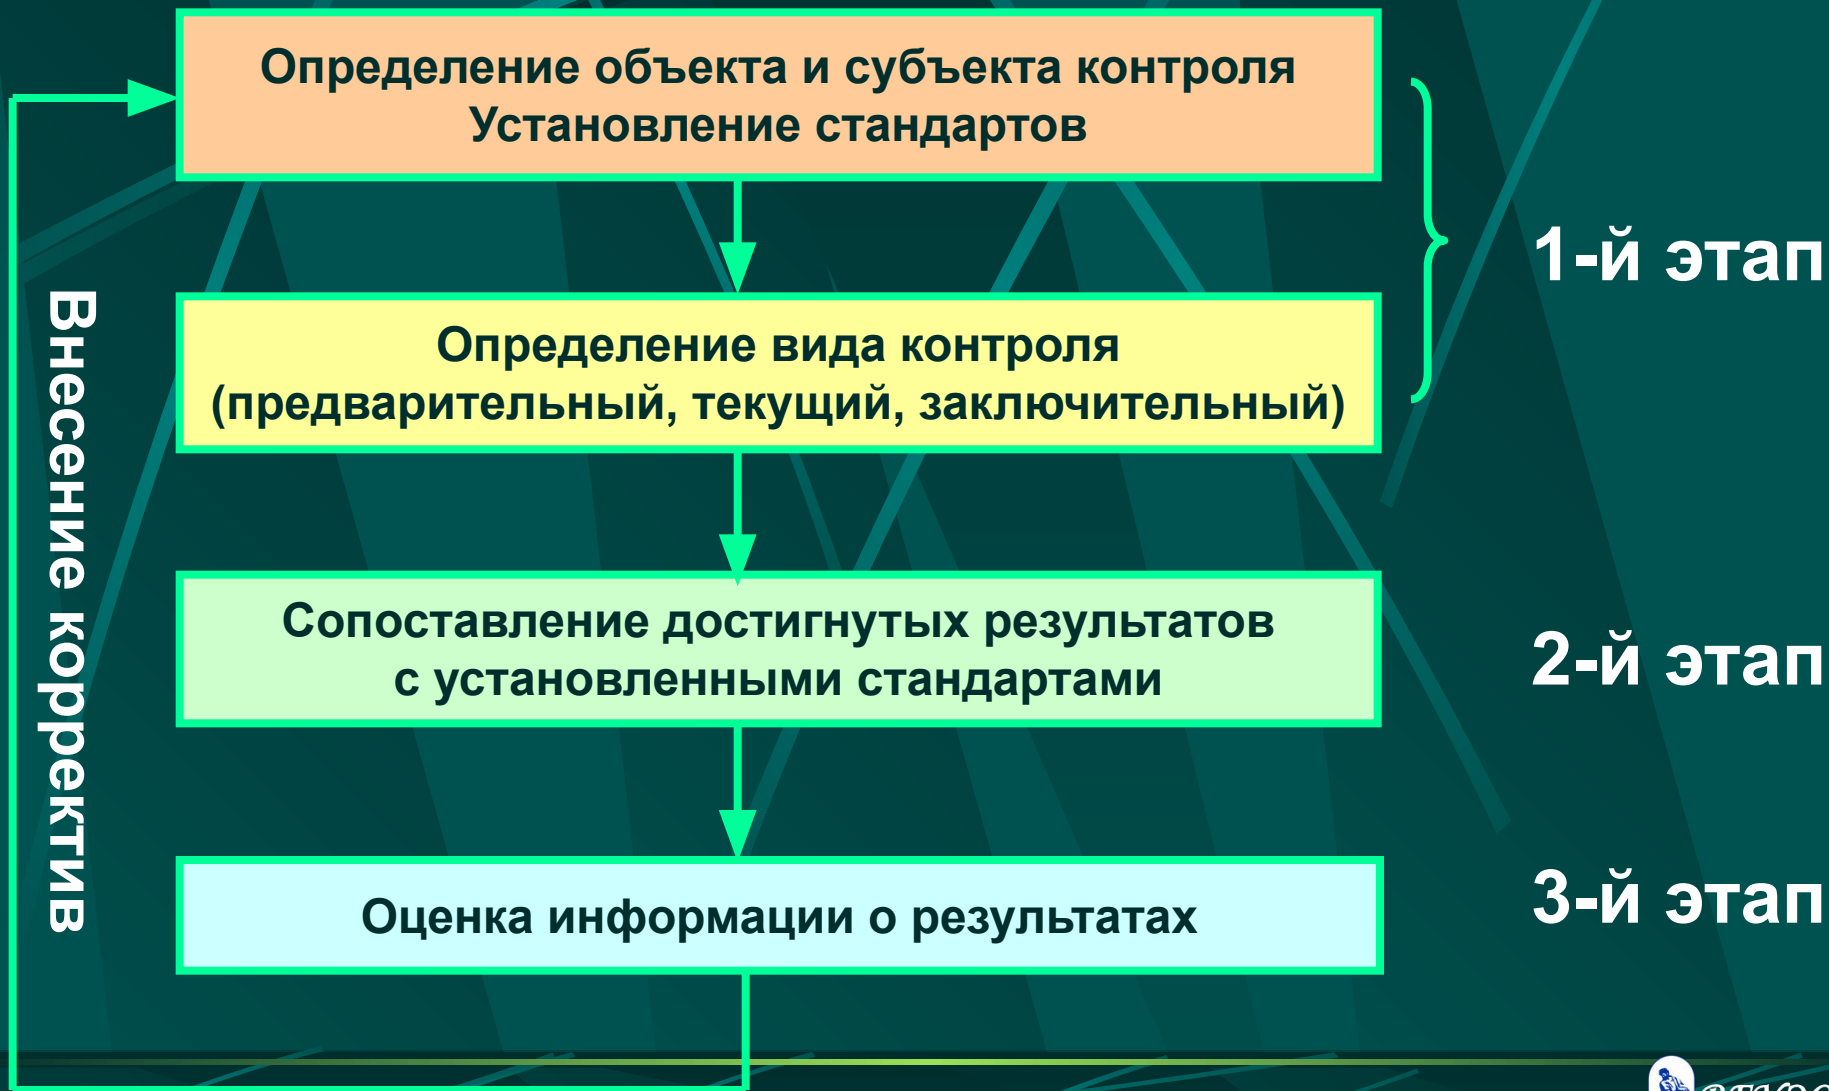 Определение объекта и субъекта контроля
Установление стандартов
1-й этап
Определение вида контроля
(предварительный, текущий, заключительный)
Внесение корректив
Сопоставление достигнутых результатов
с установленными стандартами
2-й этап
Оценка информации о результатах
3-й этап